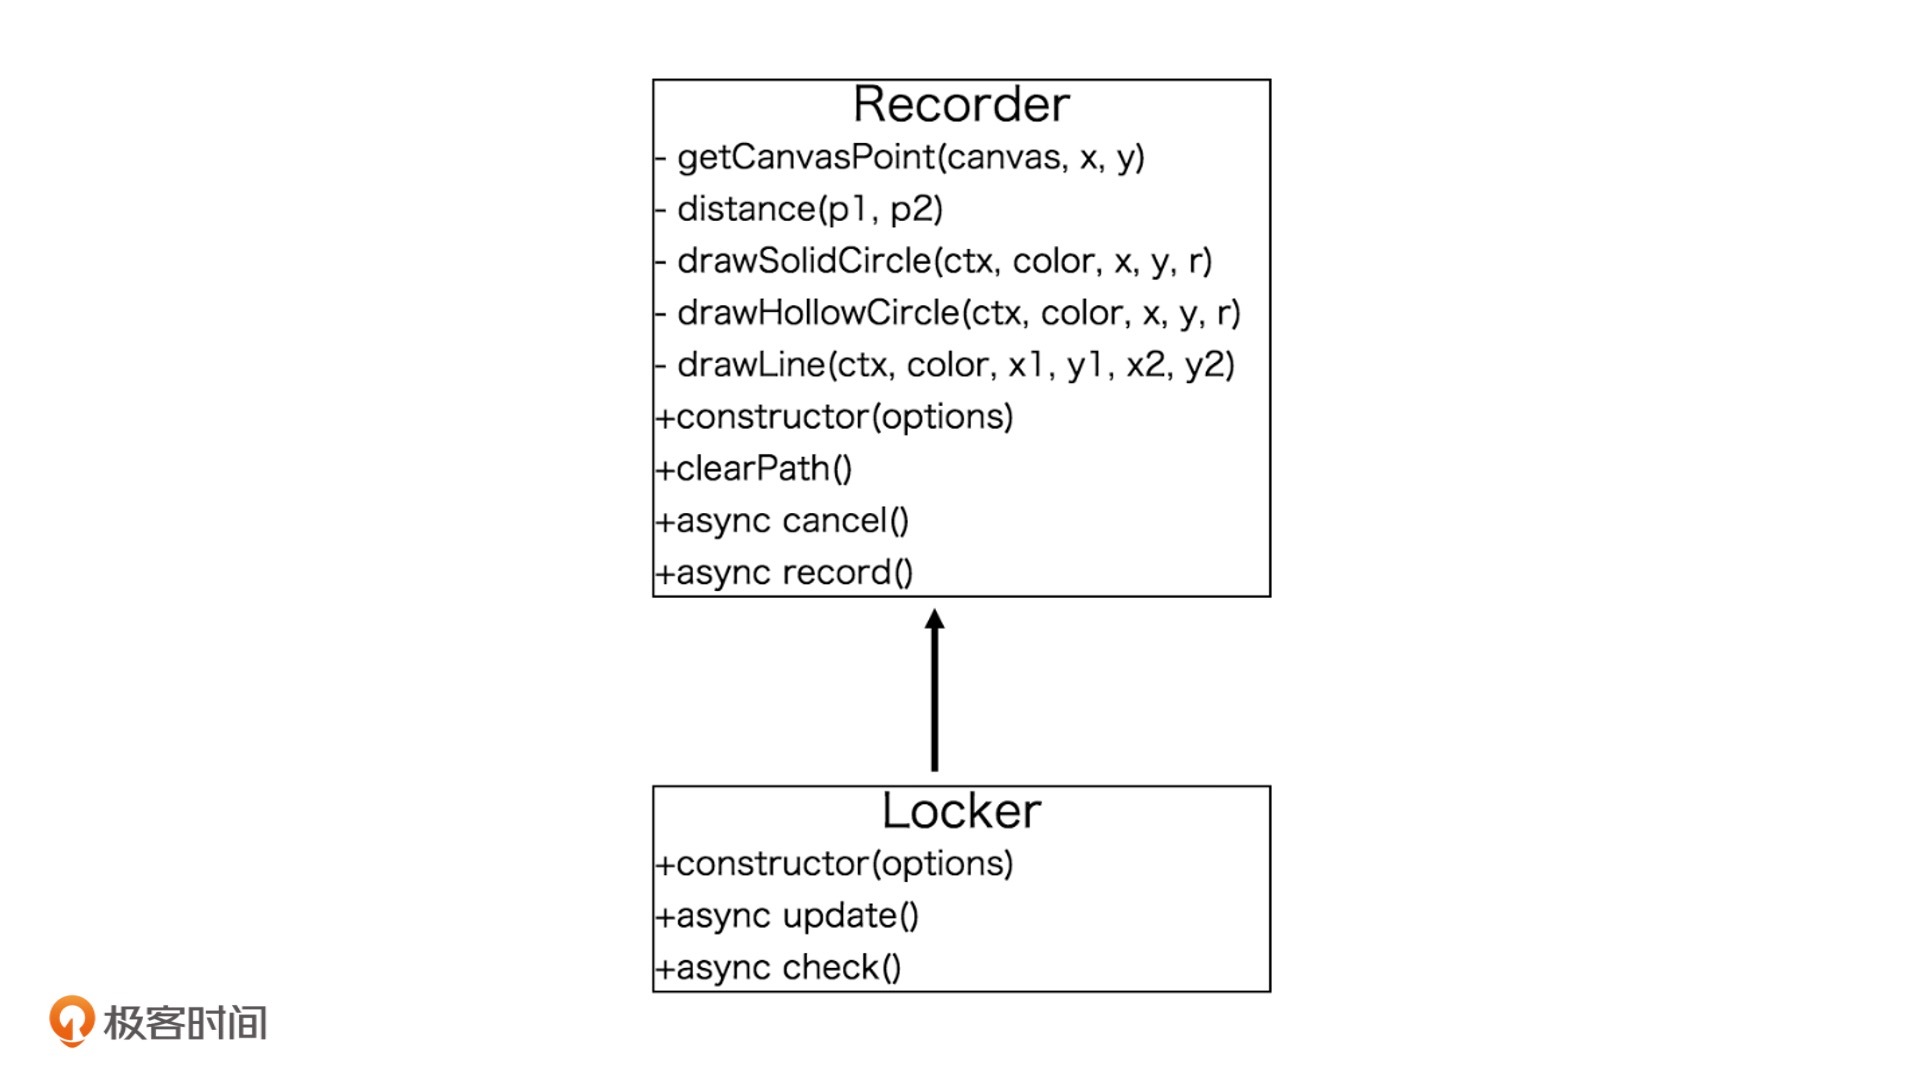 Recorder
- getCanvasPoint(canvas, x, y)
- distance(p1, p2)
- drawSolidCircle(ctx, color, x, y, r)
- drawHollowCircle(ctx, color, x, y, r)
- drawLine(ctx, color, x1, y1, x2, y2)
+constructor(options)
+clearPath()
+async cancel()
+async record()
Locker
+constructor(options)
+async update()
+async check()
极客时间